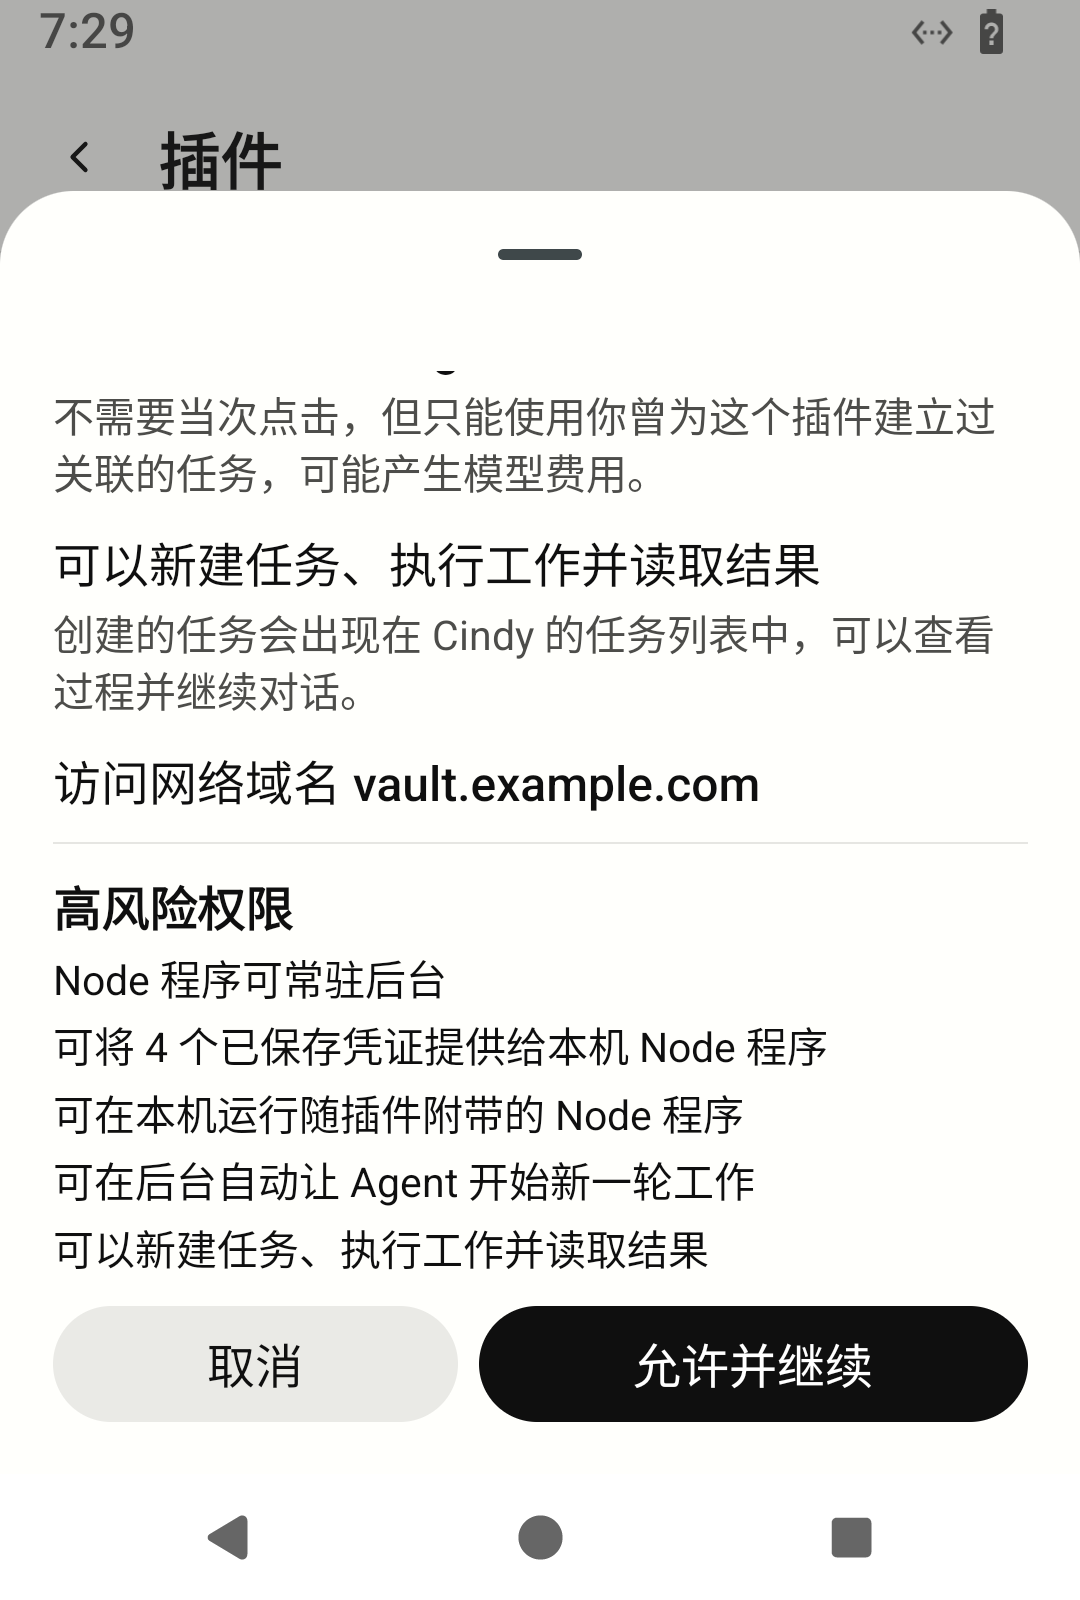 7:29
插件
不需要当次点击，但只能使用你曾为这个插件建立过
关联的任务，可能产生模型费用。
可以新建任务、执行工作并读取结果
创建的任务会出现在 Cindy 的任务列表中，可以查看
过程并继续对话。
访问网络域名 vault.example.com
高风险权限
Node 程序可常驻后台
可将 4 个已保存凭证提供给本机 Node 程序
可在本机运行随插件附带的 Node 程序
可在后台自动让 Agent 开始新一轮工作
可以新建任务、执行工作并读取结果
取消
允许并继续